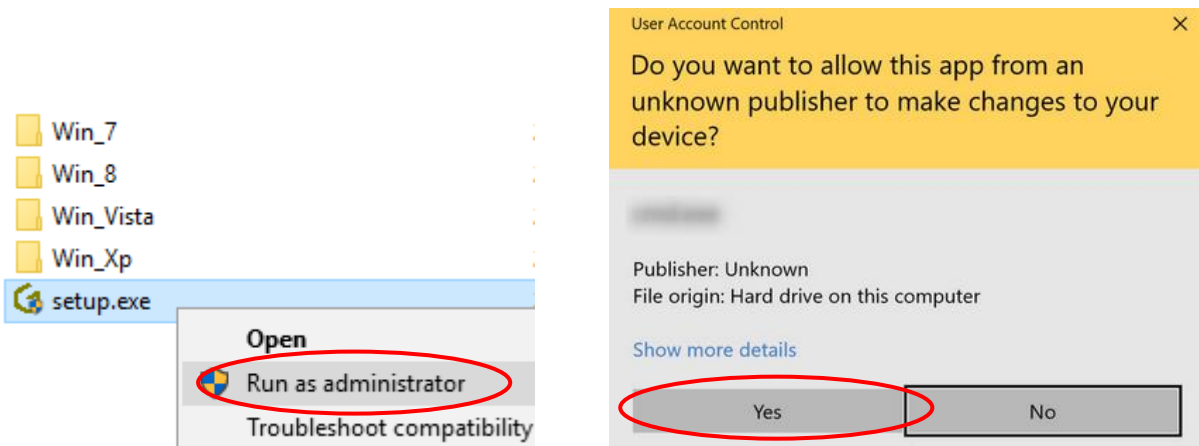 Win_7
Win_8
Win_Vista
Win_Xp
setup.exe
Open
Run as administrator
Troubleshoot compatibility
User Account Control
Do you want to allow this app from an
unknown publisher to make changes to your
device?
Publisher: Unknown
File origin: Hard drive on this computer
Show more details
Yes
No